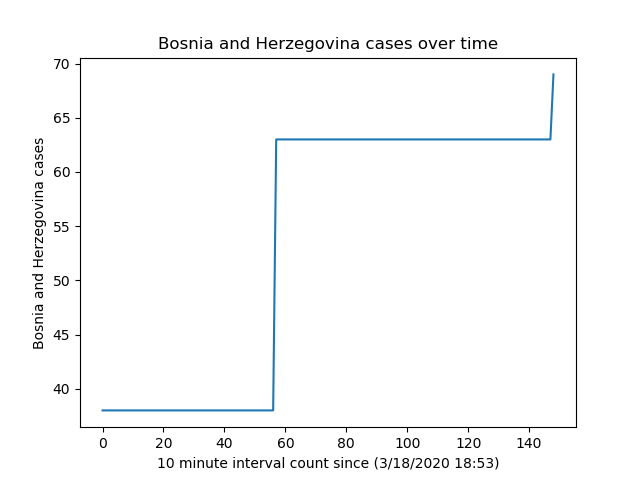 Bosnia and Herzegovina cases over time
70
65
60
55
50
45
40
Bosnia and Herzegovina cases
0 20 40 60 80 100 120 140
10 minute interval count since (3/18/2020 18:53)